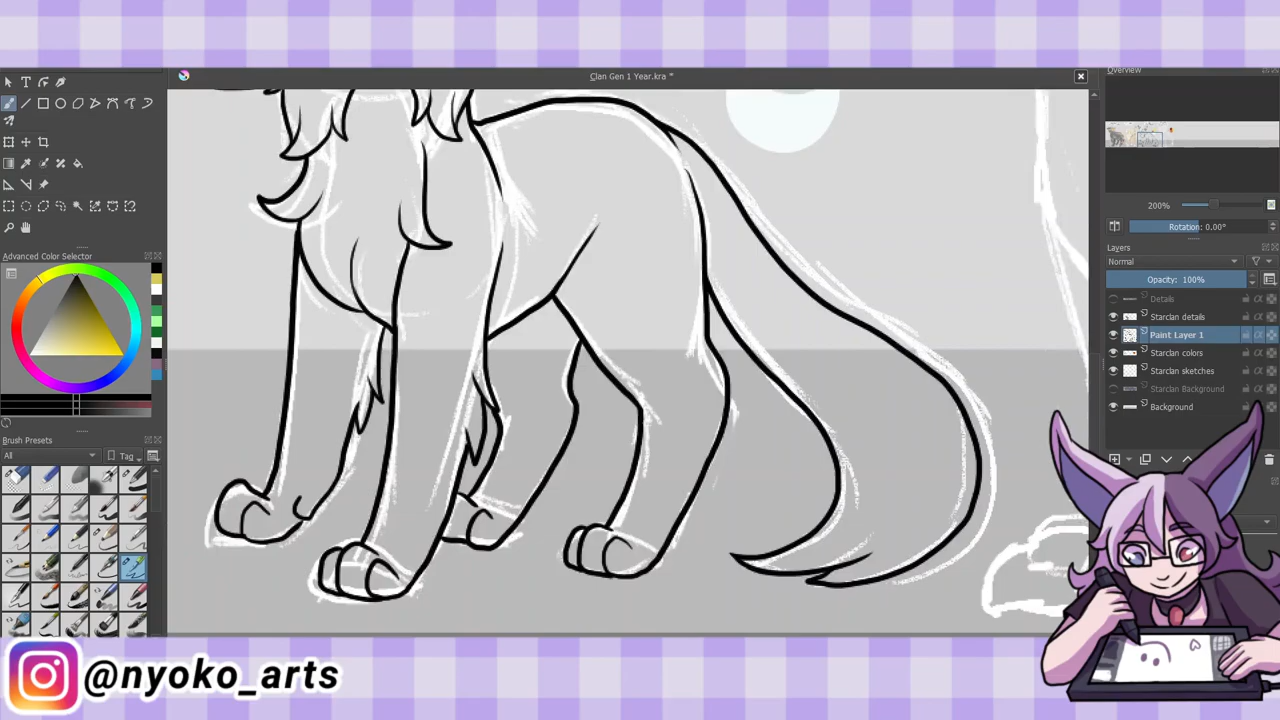 Clan Gen 1 Year.kra *
Overview
200%
Rotation: 0.00°
Layers
Normal
Opacity: 100%
Details
Starclan details
Paint Layer 1
Starclan colors
Starclan sketches
Starclan Background
Background
Advanced Color Selector
Brush Presets
All
Tag
@nyoko_arts